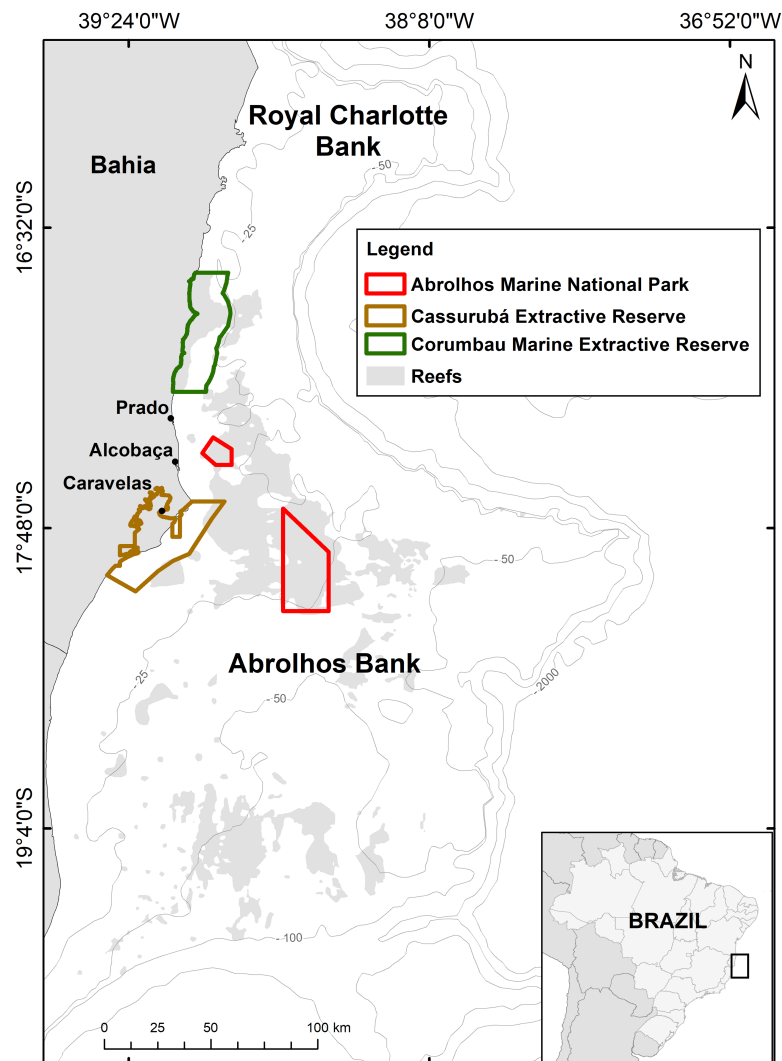 39°24'0"W 38°8'0"W 36°52'0"W
N
Royal Charlotte
Bank
Bahia
- 50
- 25
16°32'0"S
Legend
Abrolhos Marine National Park
Cassurubá Extractive Reserve
Corumbau Marine Extractive Reserve
Reefs
Prado
Alcobaça
Caravelas
17°48'0"S
- 50
Abrolhos Bank
- 25
- 50
- 2000
19°4'0"S
- 100
BRAZIL
0 25 50 100 km